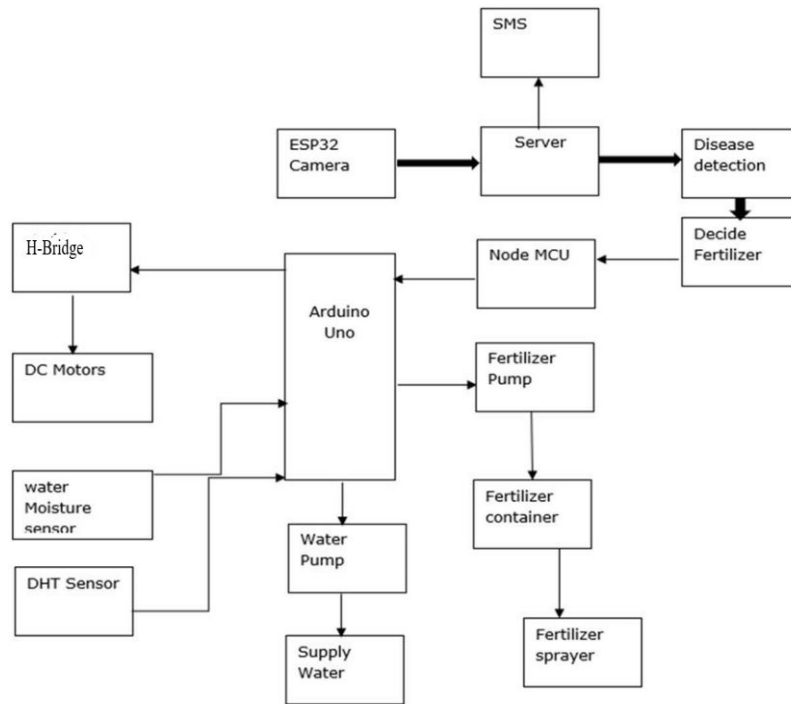 SMS
ESP32
Camera
Server
Disease
detection
H-Bridge
Node MCU
Decide
Fertilizer
Arduino
Uno
DC Motors
Fertilizer
Pump
water
Moisture
sensor
Fertilizer
container
Water
Pump
DHT Sensor
Supply
Water
Fertilizer
sprayer